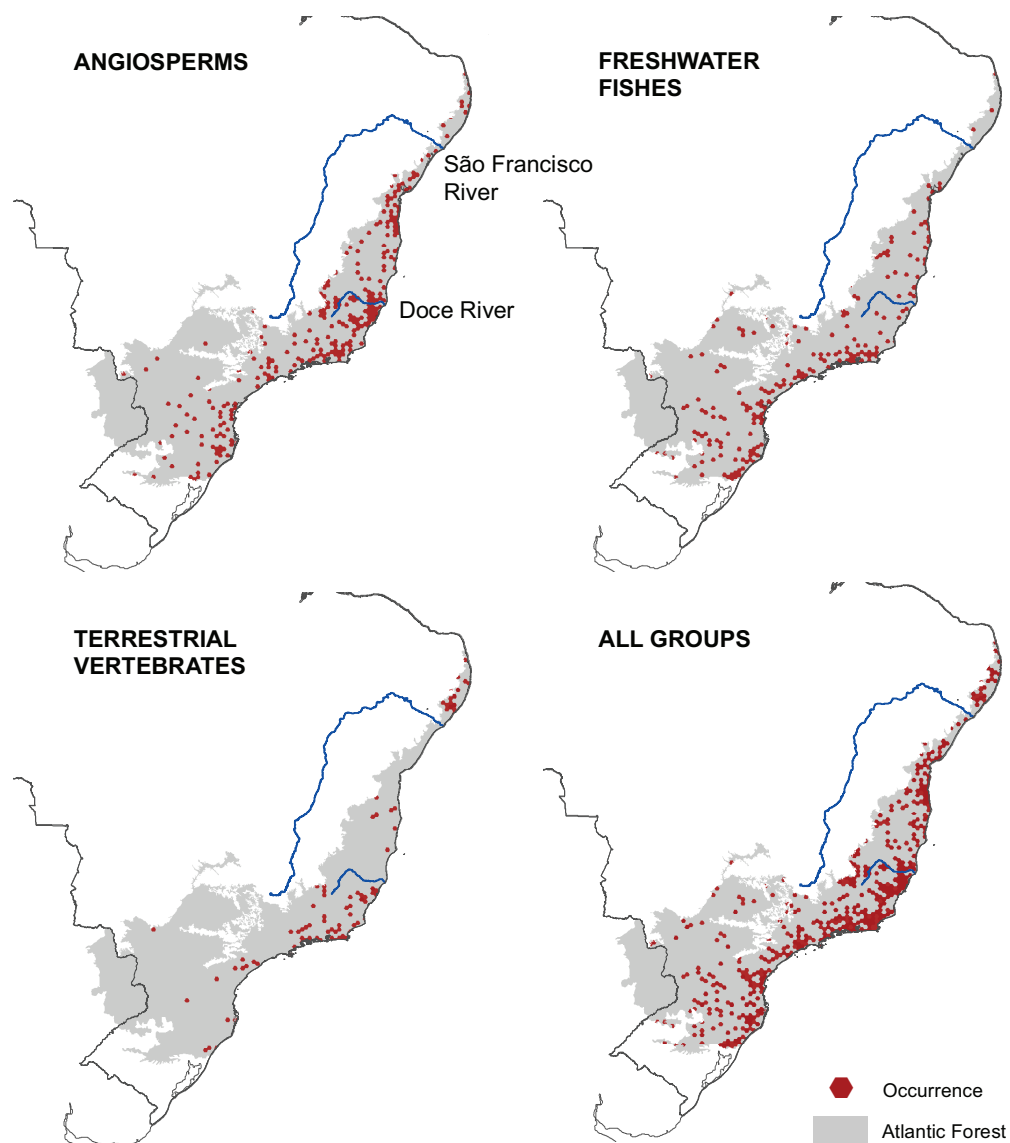 ANGIOSPERMS
FRESHWATER
FISHES
São Francisco
River
Doce River
TERRESTRIAL
VERTEBRATES
ALL GROUPS
Occurrence
Atlantic Forest